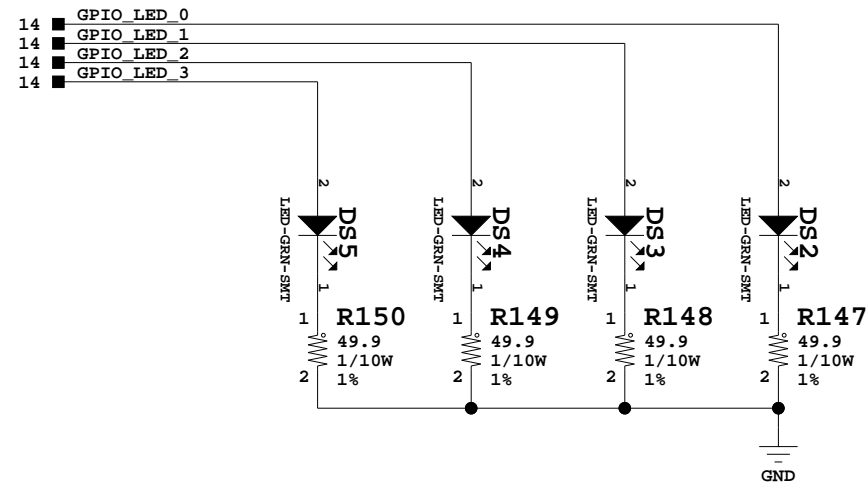 14 GPIO_LED_0
14 GPIO_LED_1
14 GPIO_LED_2
14 GPIO_LED_3
2 2 2 2
LED-GRN-SMT DS5 LED-GRN-SMT DS4 LED-GRN-SMT DS3 LED-GRN-SMT DS2
1 1 1 1
1 R150 1 R149 1 R148 1 R147
49.9 49.9 49.9 49.9
1/10W 1/10W 1/10W 1/10W
2 1% 2 1% 2 1% 2 1%
GND